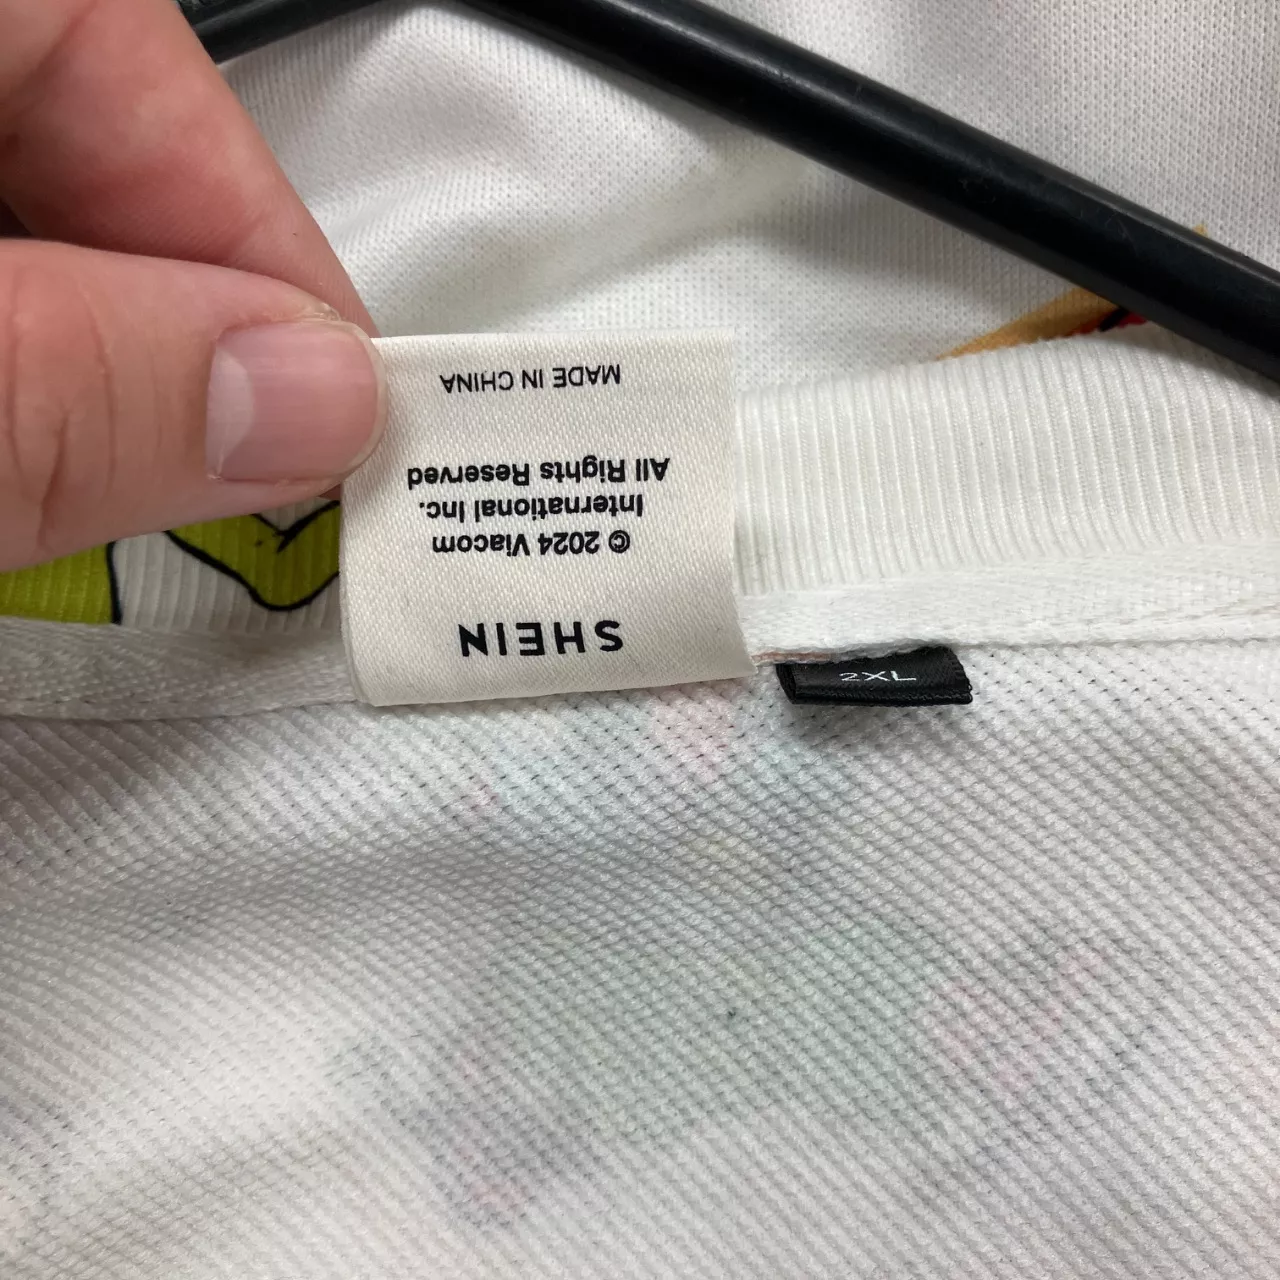 SHEIN
© 2024 Viacom
International Inc.
All Rights Reserved
MADE IN CHINA
2XL